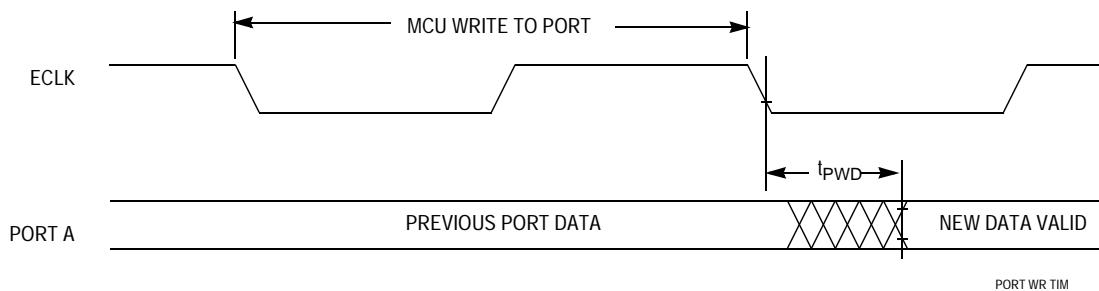 MCU WRITE TO PORT
ECLK
tPWD
PORT A
PREVIOUS PORT DATA
NEW DATA VALID
PORT WR TIM